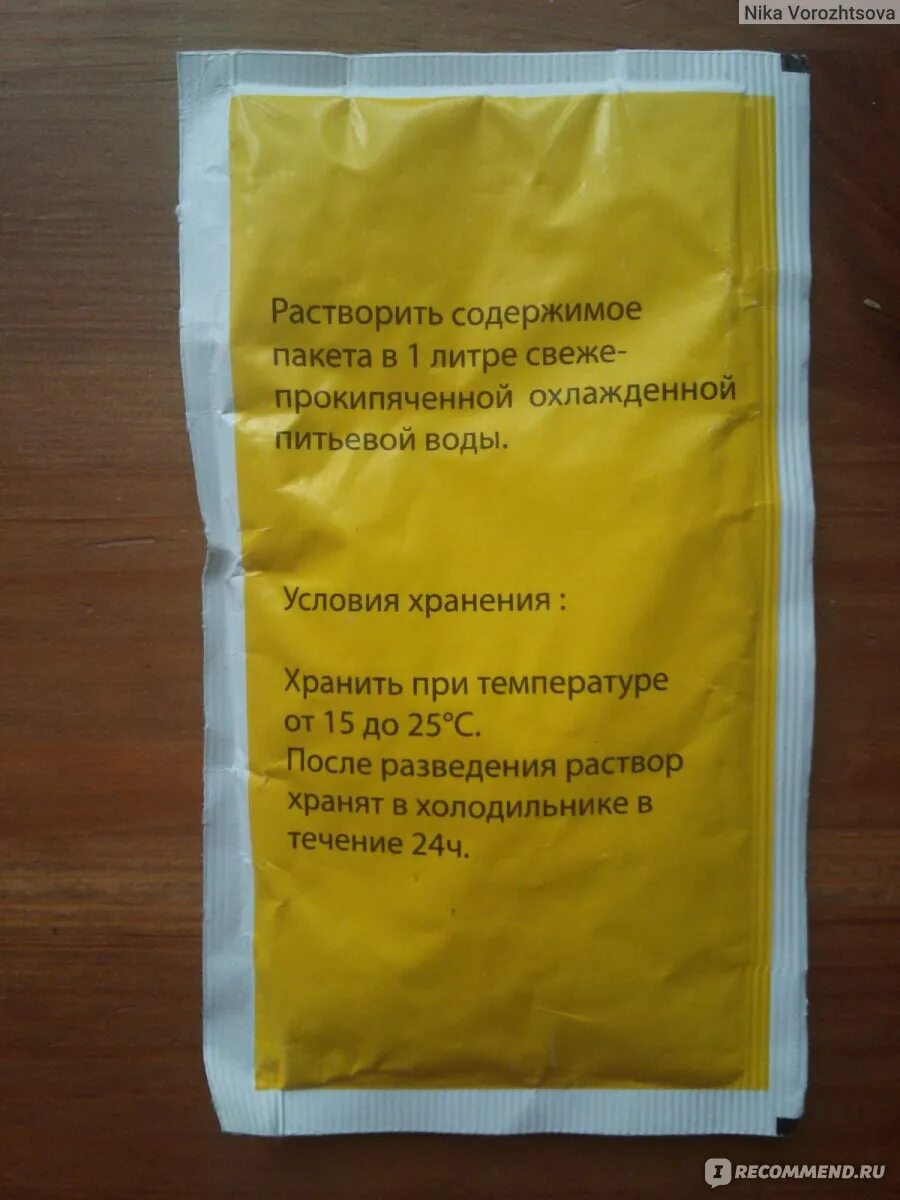 Nika Vorozhtsova
Растворить содержимое
пакета в 1 литре свеже-
прокипяченной охлажденной
питьевой воды.
Условия хранения :
Хранить при температуре
от 15 до 25°С.
После разведения раствор
хранят в холодильнике в
течение 24ч.
IRECOMMEND.RU